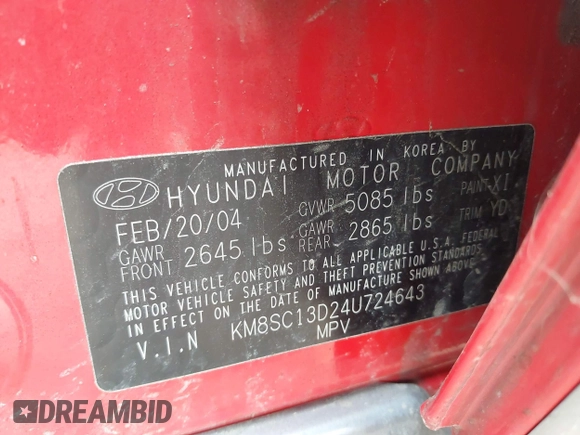 MANUFACTURED IN KOREA BY
HYUNDAI MOTOR COMPANY
FEB/20/04 GVWR 5085 lbs PAINT XI
GAWR FRONT 2645 lbs GAWR REAR 2865 lbs TRIM YD
THIS VEHICLE CONFORMS TO ALL APPLICABLE U.S.A. FEDERAL
MOTOR VEHICLE SAFETY AND THEFT PREVENTION STANDARDS
IN EFFECT ON THE DATE OF MANUFACTURE SHOWN ABOVE.
V.I.N KM8SC13D24U724643
MPV
DREAMBID